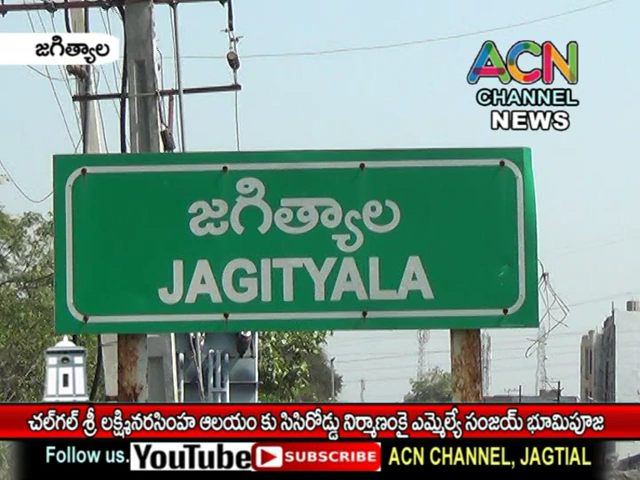 జగిత్యాల
ACN
CHANNEL
NEWS
జగిత్యాల
JAGITYALA
చల్‌గల్ శ్రీ లక్ష్మినరసింహ ఆలయం కు సిసిరోడ్డు నిర్మాణంకై ఎమ్మెల్యే సంజయ్ భూమిపూజ
Follow us. YouTube SUBSCRIBE ACN CHANNEL, JAGTIAL